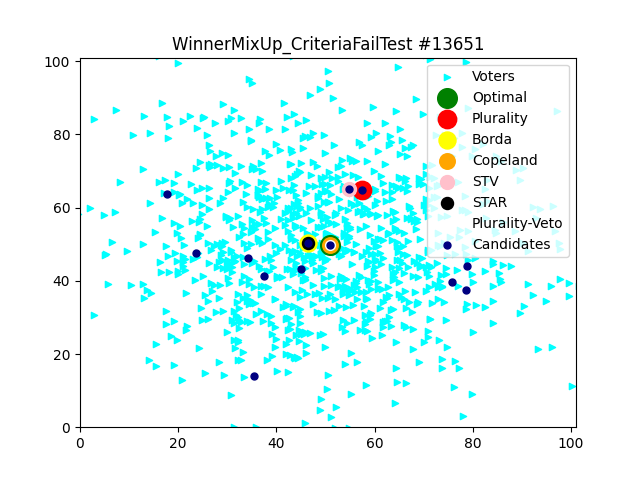 WinnerMixUp_CriteriaFailTest #13651
100
80
60
40
20
0
0
20
40
60
80
100
Voters
Optimal
Plurality
Borda
Copeland
STV
STAR
Plurality-Veto
Candidates